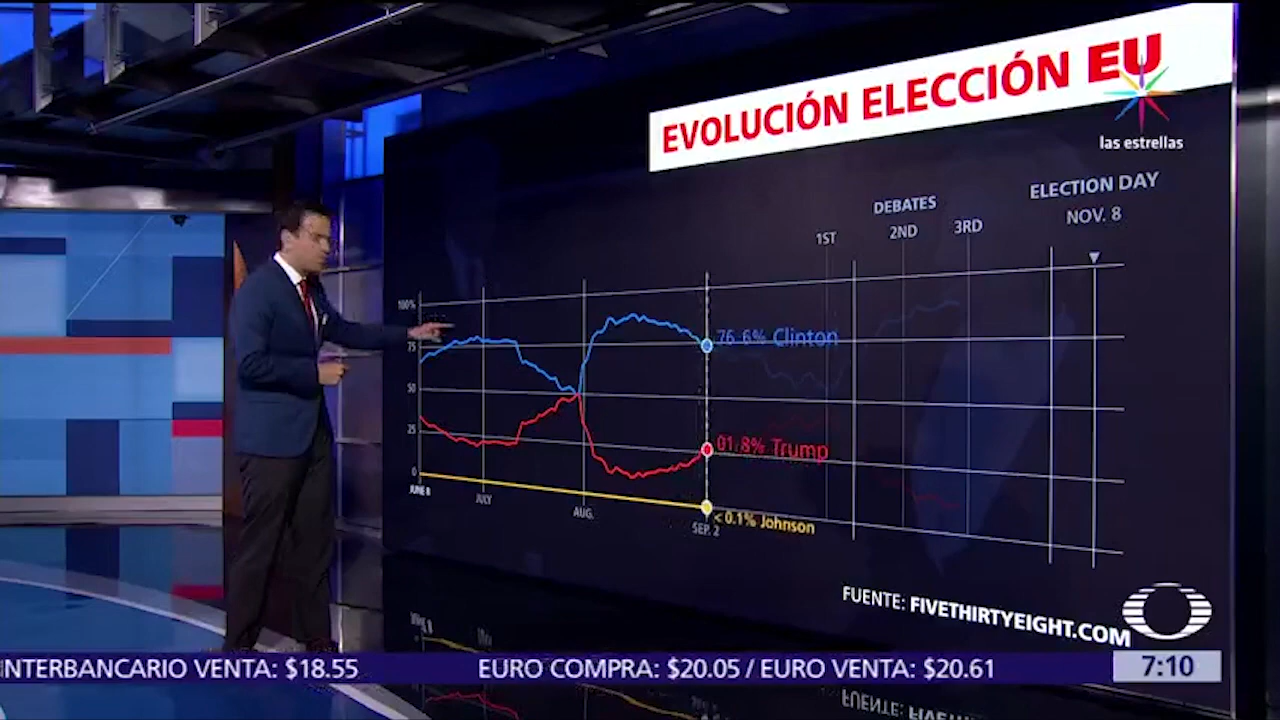 EVOLUCIÓN ELECCIÓN EU
las estrellas
ELECTION DAY
NOV. 8
DEBATES
1ST
2ND
3RD
100%
75
50
25
0
76.6% Clinton
01.8% Trump
< 0.1% Johnson
JUNE 8
JULY
AUG.
SEP. 2
FUENTE: FIVETHIRTYEIGHT.COM
INTERBANCARIO VENTA: $18.55
EURO COMPRA: $20.05 / EURO VENTA: $20.61
7:10